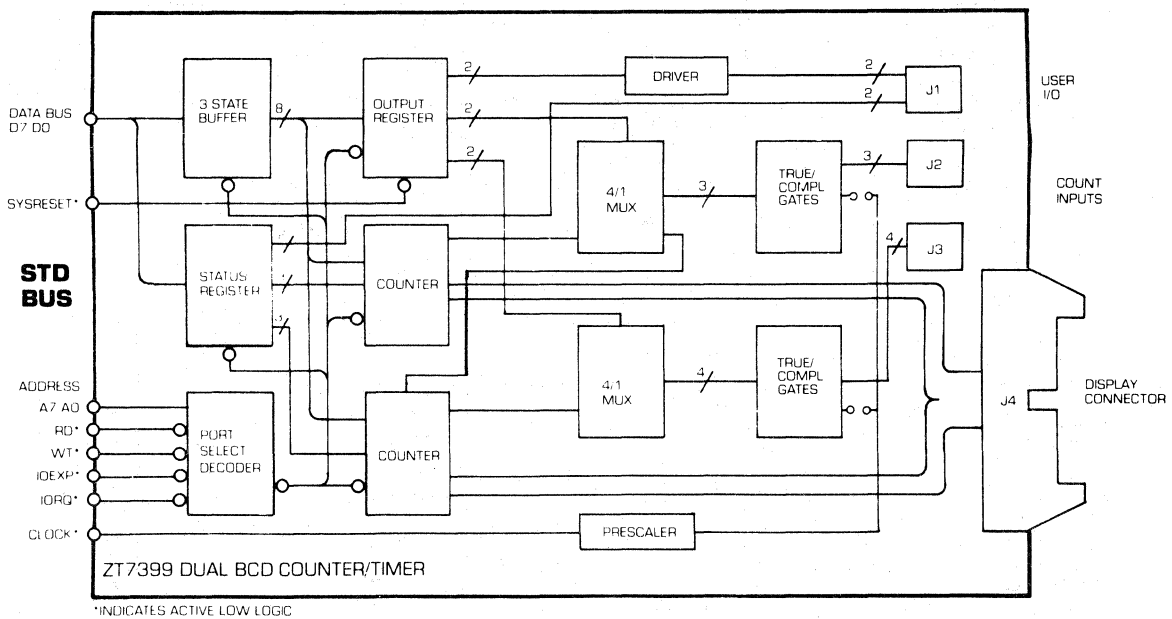 DATA BUS
D7 D0
SYSRESET*
STD
BUS
ADDRESS
A7 A0
RD*
WT*
IOEXP*
IORQ*
CLOCK*
3 STATE
BUFFER
8
OUTPUT
REGISTER
2
2
2
DRIVER
2
2
J1
USER
I/O
STATUS
REGISTER
3
COUNTER
4/1
MUX
3
TRUE/
COMPL
GATES
3
J2
COUNT
INPUTS
4
J3
PORT
SELECT
DECODER
COUNTER
4/1
MUX
4
TRUE/
COMPL
GATES
J4
DISPLAY
CONNECTOR
PRESCALER
ZT7399 DUAL BCD COUNTER/TIMER
*INDICATES ACTIVE LOW LOGIC